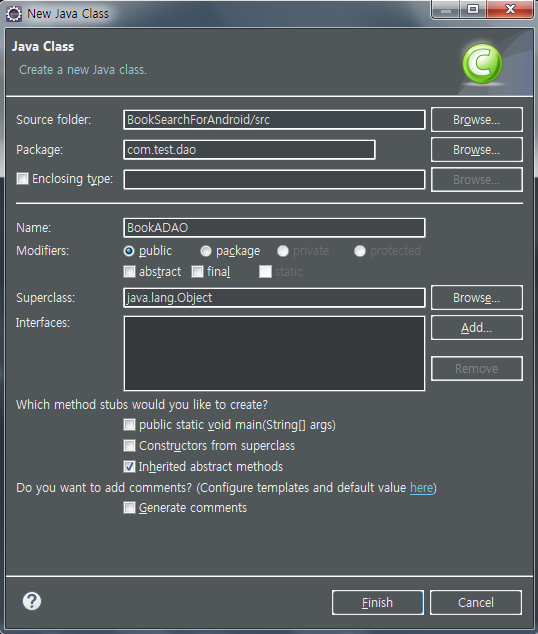 New Java Class
Java Class
Create a new Java class.
Source folder: BookSearchForAndroid/src Browse...
Package: com.test.dao Browse...
Enclosing type: Browse...
Name: BookADAO
Modifiers: public package private protected
abstract final static
Superclass: java.lang.Object Browse...
Interfaces: Add...
Remove
Which method stubs would you like to create?
public static void main(String[] args)
Constructors from superclass
Inherited abstract methods
Do you want to add comments? (Configure templates and default value here)
Generate comments
? Finish Cancel